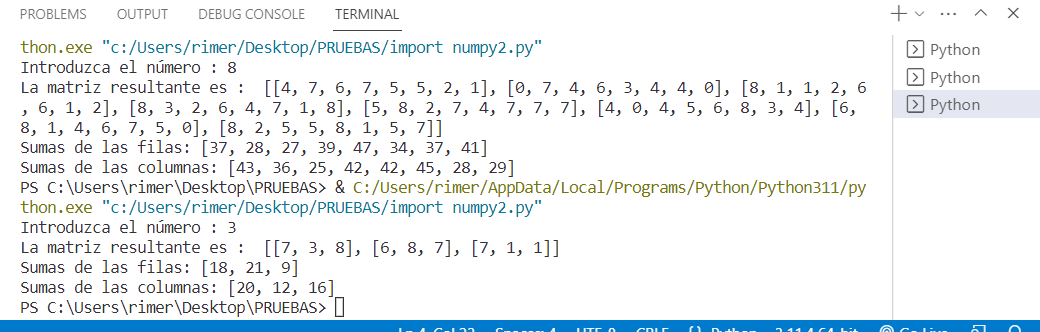 PROBLEMS OUTPUT DEBUG CONSOLE TERMINAL
thon.exe "c:/Users/rimer/Desktop/PRUEBAS/import numpy2.py"
Introduzca el número : 8
La matriz resultante es :  [[4, 7, 6, 7, 5, 5, 2, 1], [0, 7, 4, 6, 3, 4, 4, 0], [8, 1, 1, 2, 6
, 6, 1, 2], [8, 3, 2, 6, 4, 7, 1, 8], [5, 8, 2, 7, 4, 7, 7, 7], [4, 0, 4, 5, 6, 8, 3, 4], [6,
8, 1, 4, 6, 7, 5, 0], [8, 2, 5, 5, 8, 1, 5, 7]]
Sumas de las filas: [37, 28, 27, 39, 47, 34, 37, 41]
Sumas de las columnas: [43, 36, 25, 42, 42, 45, 28, 29]
PS C:\Users\rimer\Desktop\PRUEBAS> & C:/Users/rimer/AppData/Local/Programs/Python/Python311/py
thon.exe "c:/Users/rimer/Desktop/PRUEBAS/import numpy2.py"
Introduzca el número : 3
La matriz resultante es :  [[7, 3, 8], [6, 8, 7], [7, 1, 1]]
Sumas de las filas: [18, 21, 9]
Sumas de las columnas: [20, 12, 16]
PS C:\Users\rimer\Desktop\PRUEBAS>
Python
Python
Python